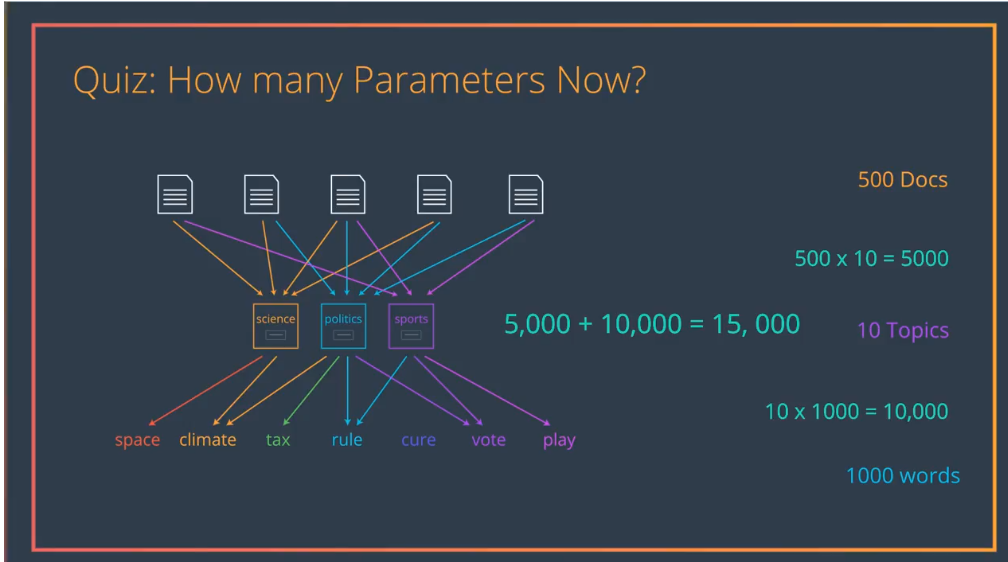 Quiz: How many Parameters Now?
500 Docs
500 x 10 = 5000
science politics sports
5,000 + 10,000 = 15, 000
10 Topics
10 x 1000 = 10,000
space climate tax rule cure vote play
1000 words